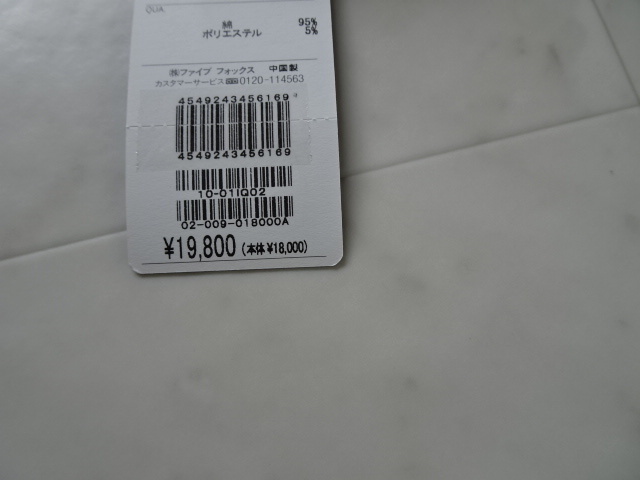 QUA
綿 95%
ポリエステル 5%
㈱ファイブ フォックス 中国製
カスタマーサービス 0120-114563
4549243456169 a
4549243456169
10-01IQ02
02-009-018000A
¥19,800 (本体 ¥18,000)